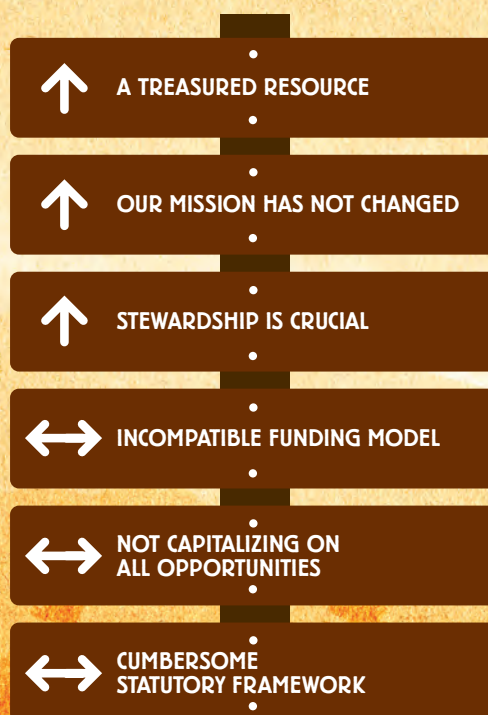 A TREASURED RESOURCE
OUR MISSION HAS NOT CHANGED
STEWARDSHIP IS CRUCIAL
INCOMPATIBLE FUNDING MODEL
NOT CAPITALIZING ON
ALL OPPORTUNITIES
CUMBERSOME
STATUTORY FRAMEWORK